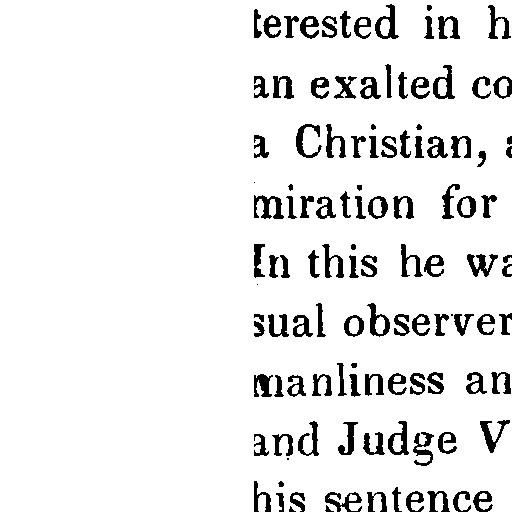 terested in h
an exalted co
a Christian, a
miration for
In this he wa
sual observer
manliness an
and Judge V
his sentence